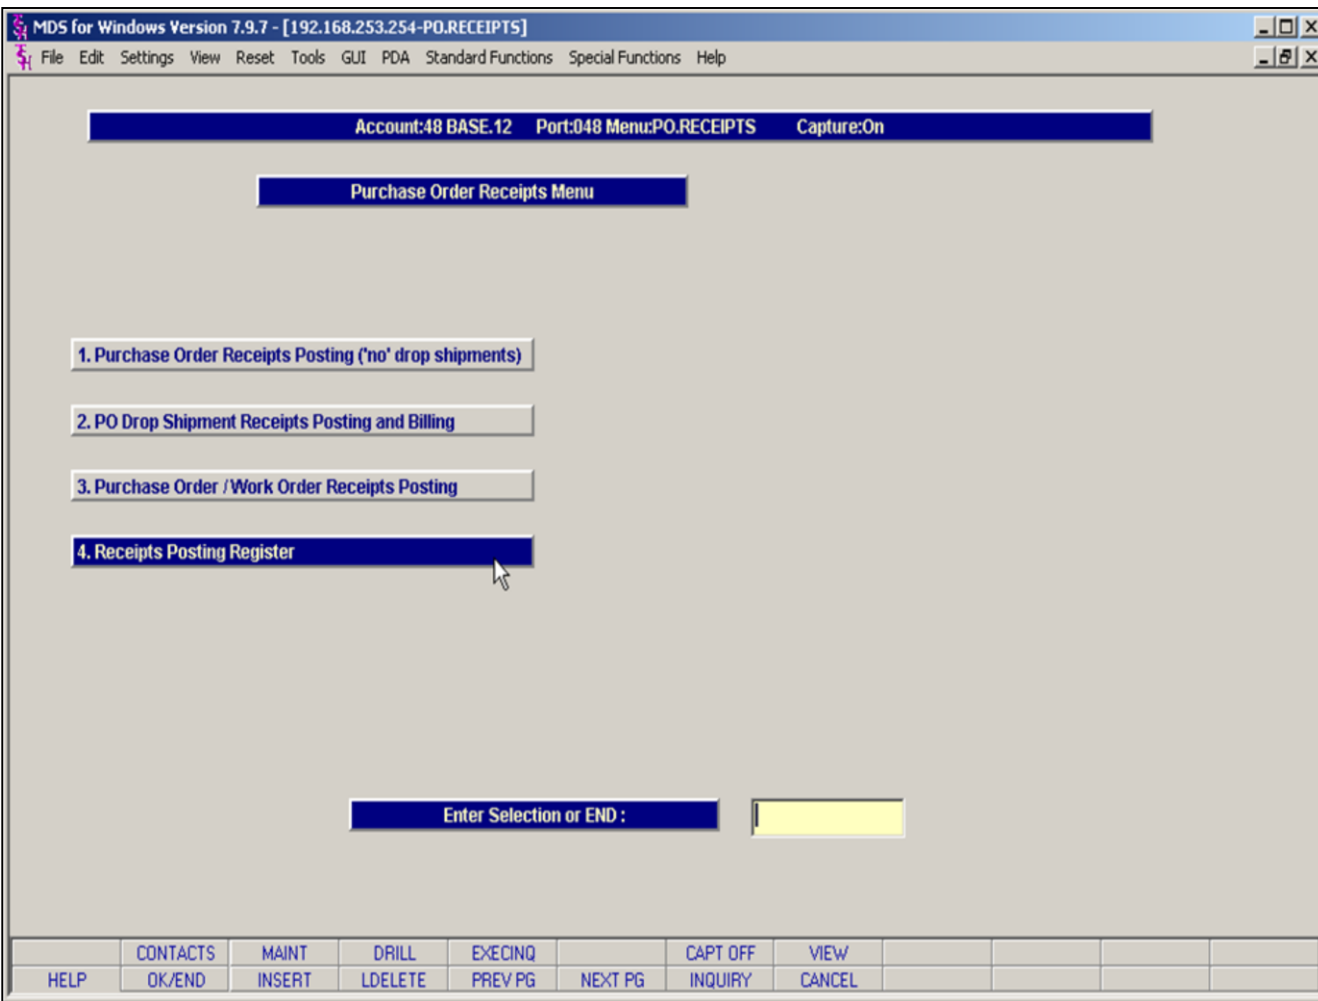 MDS for Windows Version 7.9.7 - [192.168.253.254-PO.RECEIPTS]
File Edit Settings View Reset Tools GUI PDA Standard Functions Special Functions Help
Account:48 BASE.12 Port:048 Menu:PO.RECEIPTS Capture:On
Purchase Order Receipts Menu
1. Purchase Order Receipts Posting ('no' drop shipments)
2. PO Drop Shipment Receipts Posting and Billing
3. Purchase Order / Work Order Receipts Posting
4. Receipts Posting Register
Enter Selection or END :
CONTACTS MAINT DRILL EXECINQ CAPT OFF VIEW
HELP OK/END INSERT LDELETE PREV PG NEXT PG INQUIRY CANCEL